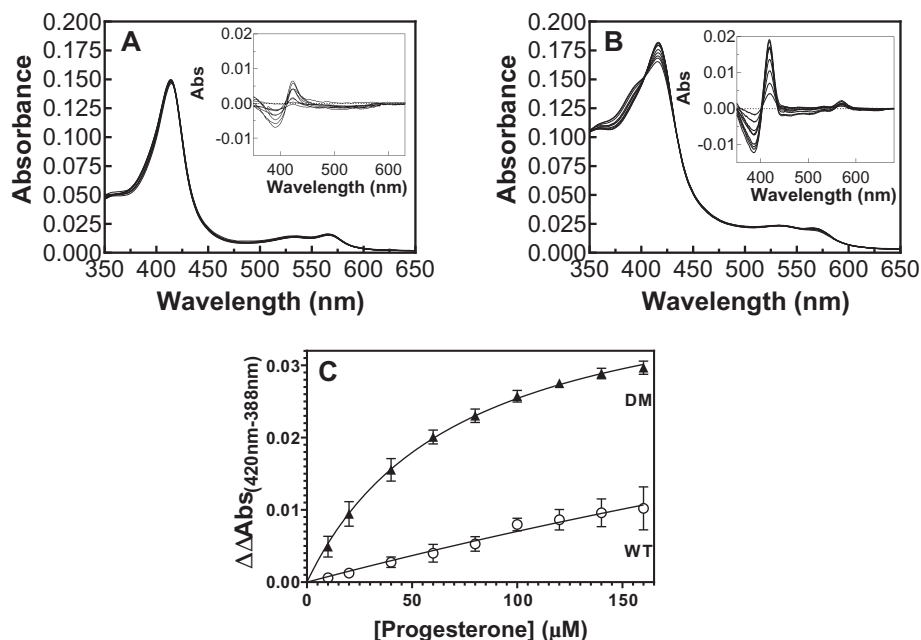 A
0.200
0.175
0.150
0.125
0.100
0.075
0.050
0.025
0.000
Absorbance
350 400 450 500 550 600 650
Wavelength (nm)
0.02
0.01
0.00
-0.01
Abs
400 500 600
Wavelength (nm)
B
0.200
0.175
0.150
0.125
0.100
0.075
0.050
0.025
0.000
Absorbance
350 400 450 500 550 600 650
Wavelength (nm)
0.02
0.01
0.00
-0.01
Abs
400 500 600
Wavelength (nm)
C
0.03
0.02
0.01
0.00
ΔΔAbs(420nm-388nm)
DM
WT
0 50 100 150
[Progesterone] (μM)